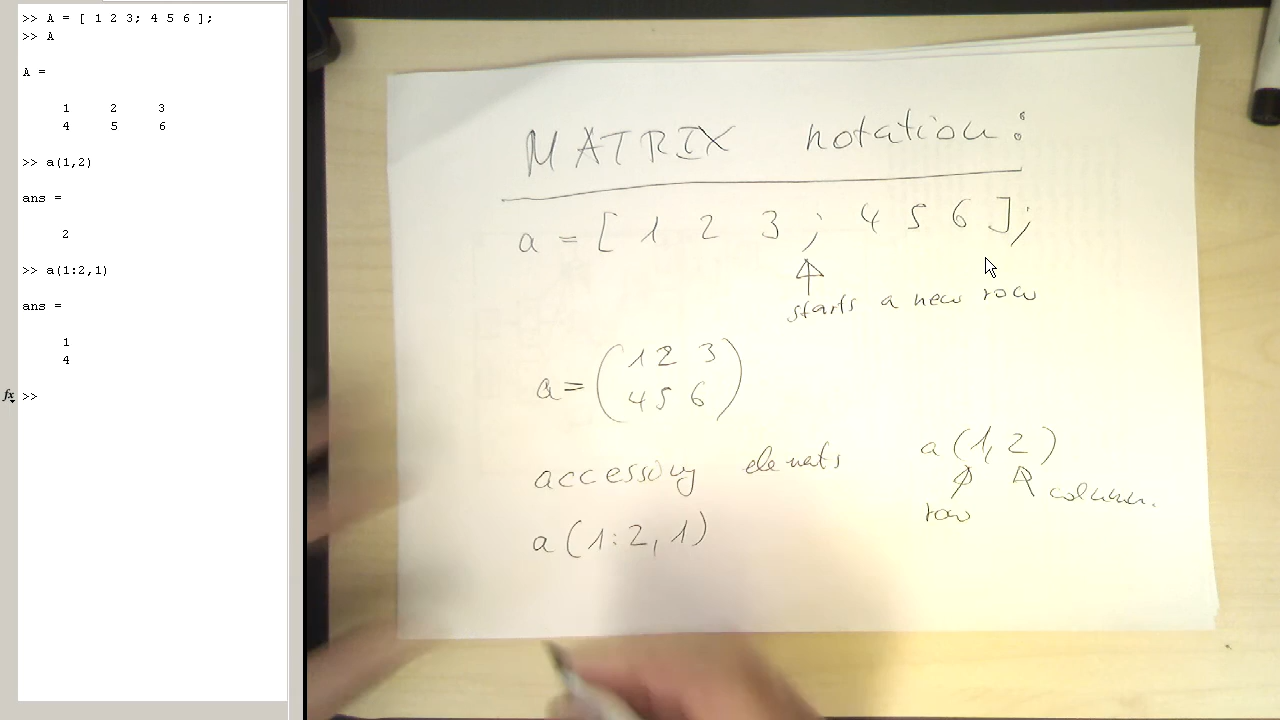 >> A = [ 1 2 3; 4 5 6 ];
>> A
A =
1 2 3
4 5 6
>> a(1,2)
ans =
2
>> a(1:2,1)
ans =
1
4
fx >>
MATRIX notation:
a = [ 1 2 3 ; 4 5 6 ];
starts a new row
a = ( 1 2 3
4 5 6 )
accessing elements a (1, 2)
row column.
a (1:2, 1)